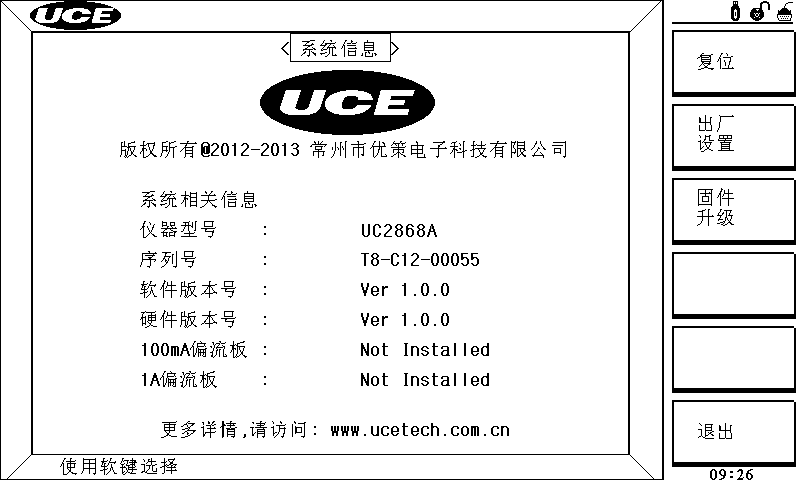 UCE
<系统信息>
UCE
版权所有@2012-2013 常州市优策电子科技有限公司
系统相关信息
仪器型号 : UC2868A
序列号 : T8-C12-00055
软件版本号 : Ver 1.0.0
硬件版本号 : Ver 1.0.0
100mA偏流板 : Not Installed
1A偏流板 : Not Installed
更多详情,请访问: www.ucetech.com.cn
使用软键选择
复位
出厂
设置
固件
升级
退出
09:26